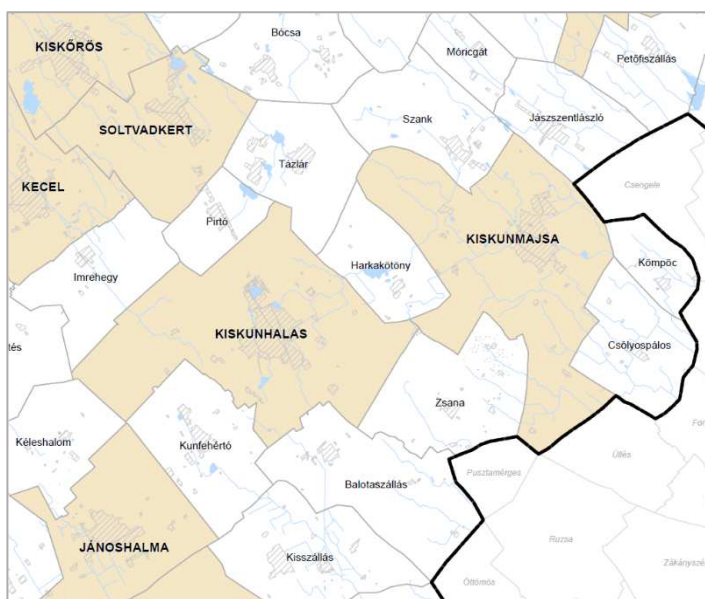 Bócsa
KISKŐRÖS
Móricgát
Petőfiszállás
Szank
Jászszentlászló
SOLTVADKERT
Tázlár
KECEL
Csengele
Pirtó
KISKUNMAJSA
Harkakötöny
Kömpöc
Imrehegy
KISKUNHALAS
Csólyospálos
tés
Zsana
Kéleshalom
Kunfehértó
Üllés
Pusztamérges
Balotaszállás
Ruzsa
JÁNOSHALMA
Kisszállás
Zákányszé
Öttömös